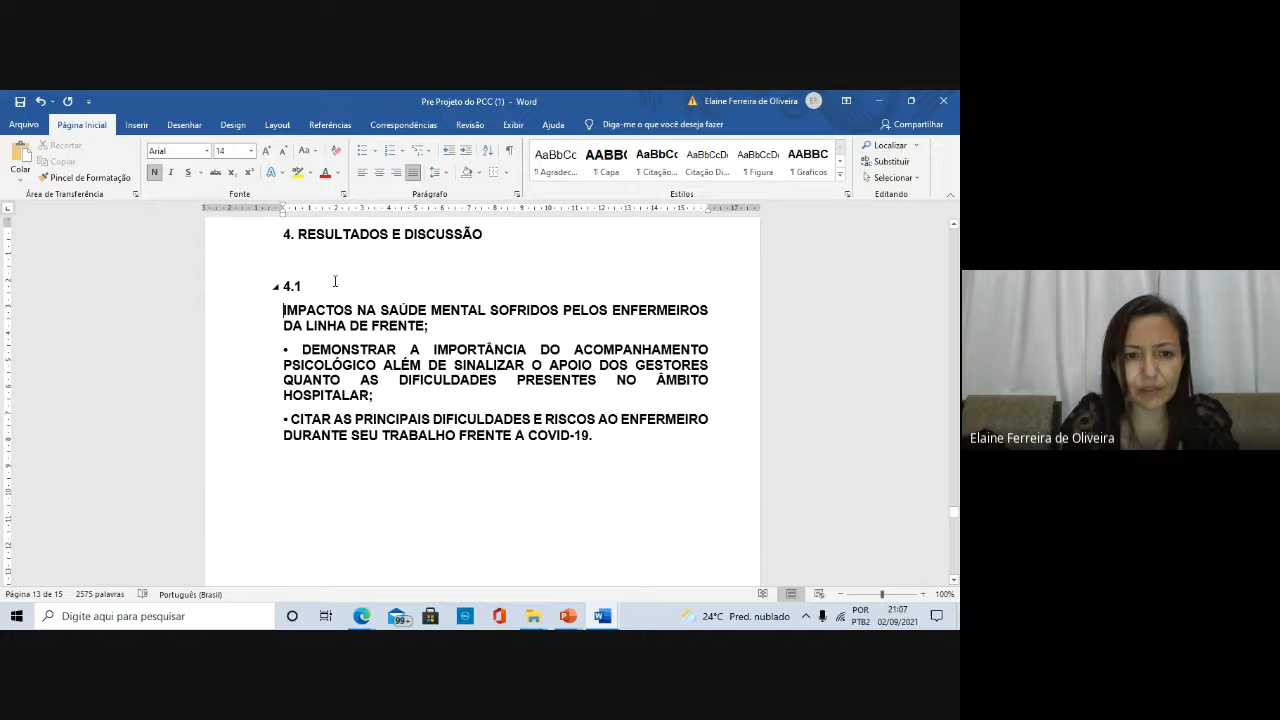 Pre Projeto do PCC (1) - Word
Elaine Ferreira de Oliveira
EF
Arquivo
Página Inicial
Inserir
Desenhar
Design
Layout
Referências
Correspondências
Revisão
Exibir
Ajuda
Diga-me o que você deseja fazer
Compartilhar
Colar
Recortar
Copiar
Pincel de Formatação
Área de Transferência
Arial
14
Fonte
Parágrafo
AaBbCc
AABBC
AaBbCc
AaBbCcDc
AaBbCcDc
AABBC
¶ Agradec...
¶ Capa
¶ Citação...
Citação Di...
¶ Figura
¶ Graficos
Estilos
Localizar
Substituir
Selecionar
Editando
4. RESULTADOS E DISCUSSÃO
4.1
IMPACTOS NA SAÚDE MENTAL SOFRIDOS PELOS ENFERMEIROS
DA LINHA DE FRENTE;
• DEMONSTRAR A IMPORTÂNCIA DO ACOMPANHAMENTO
PSICOLÓGICO ALÉM DE SINALIZAR O APOIO DOS GESTORES
QUANTO AS DIFICULDADES PRESENTES NO ÂMBITO
HOSPITALAR;
• CITAR AS PRINCIPAIS DIFICULDADES E RISCOS AO ENFERMEIRO
DURANTE SEU TRABALHO FRENTE A COVID-19.
Elaine Ferreira de Oliveira
Página 13 de 15
2575 palavras
Português (Brasil)
100%
Digite aqui para pesquisar
99+
24°C Pred. nublado
POR
PTB2
21:07
02/09/2021